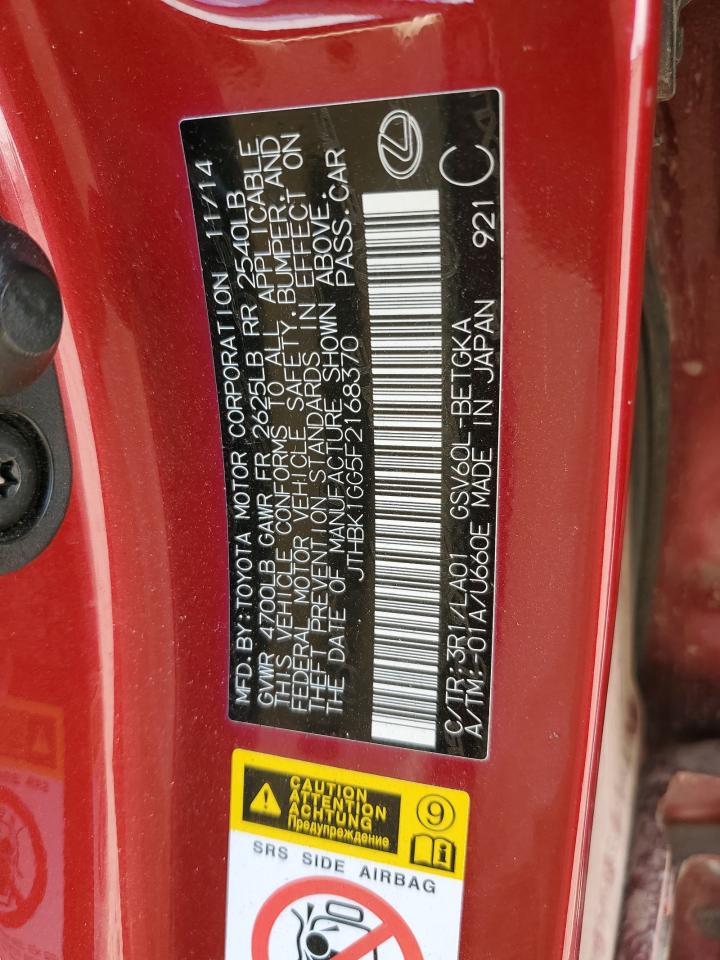 MFD. BY: TOYOTA MOTOR CORPORATION 11/14
GVWR 4700LB GAWR FR 2625LB RR 2540LB
THIS VEHICLE CONFORMS TO ALL APPLICABLE
FEDERAL MOTOR VEHICLE SAFETY, BUMPER, AND
THEFT PREVENTION STANDARDS IN EFFECT ON
THE DATE OF MANUFACTURE SHOWN ABOVE.
JTHBK1GG5F2168370 PASS. CAR
C/TR: 3R1/LA01 GSV60L-BETGKA
A/TM: -01A/U660E MADE IN JAPAN 921 C
CAUTION
ATTENTION
ACHTUNG
Предупреждение
9
SRS SIDE AIRBAG